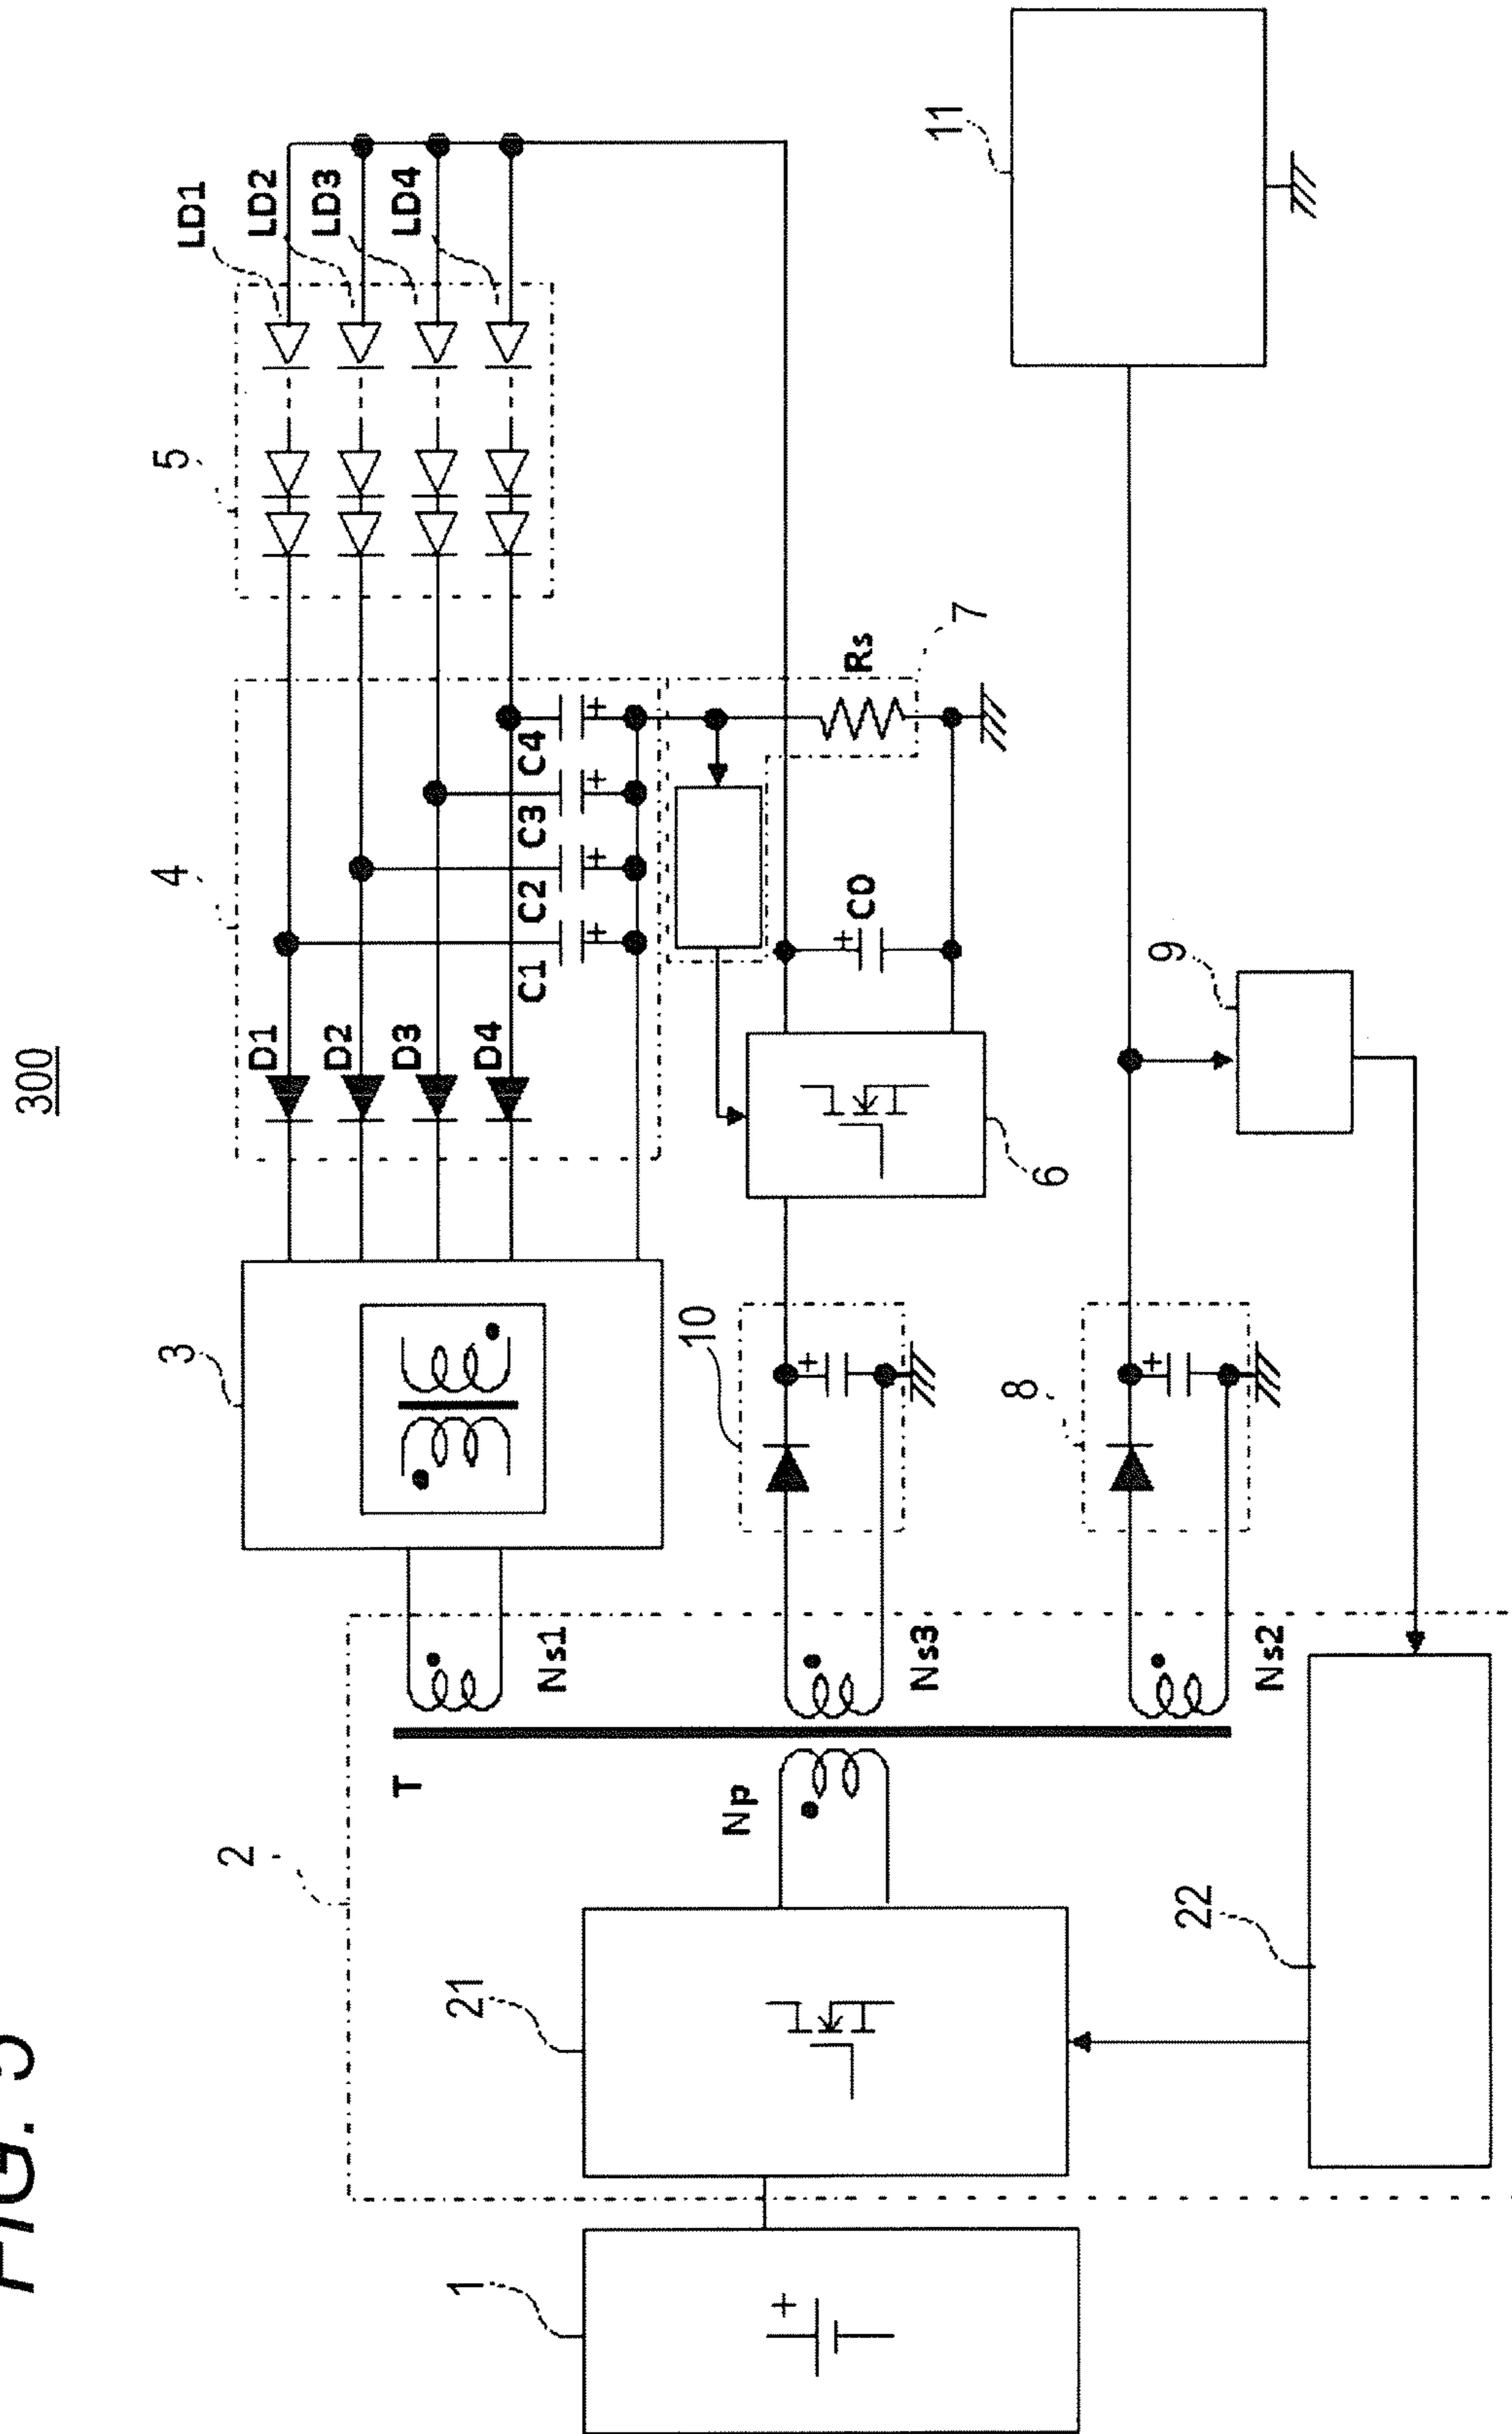 FIG. 5
300
1
2
21
22
T
Np
Ns1
Ns3
Ns2
3
10
8
4
D1
D2
D3
D4
C1
C2
C3
C4
+
+
+
+
5
LD1
LD2
LD3
LD4
7
Rs
C0
+
6
9
11
+
+
+